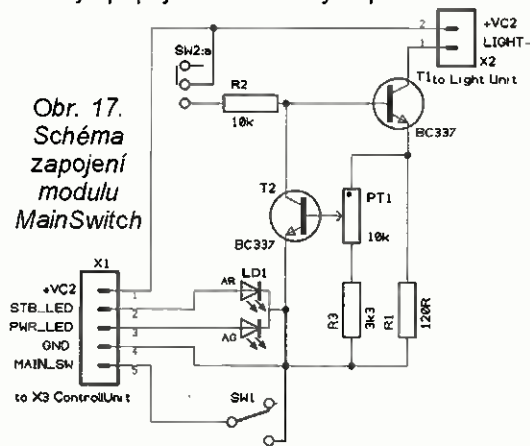 SW2:a
+VC2
2
LIGHT-
1
X2
T1
to Light Unit
R2
10k
BC337
Obr. 17.
Schéma
zapojení
modulu
MainSwitch
T2
BC337
PT1
10k
X1
+VC2
1
STB_LED
2
PWR_LED
3
GND
4
MAIN_SW
5
to X3 ControllUnit
AR
LD1
AG
R3
3k3
R1
120R
SW1